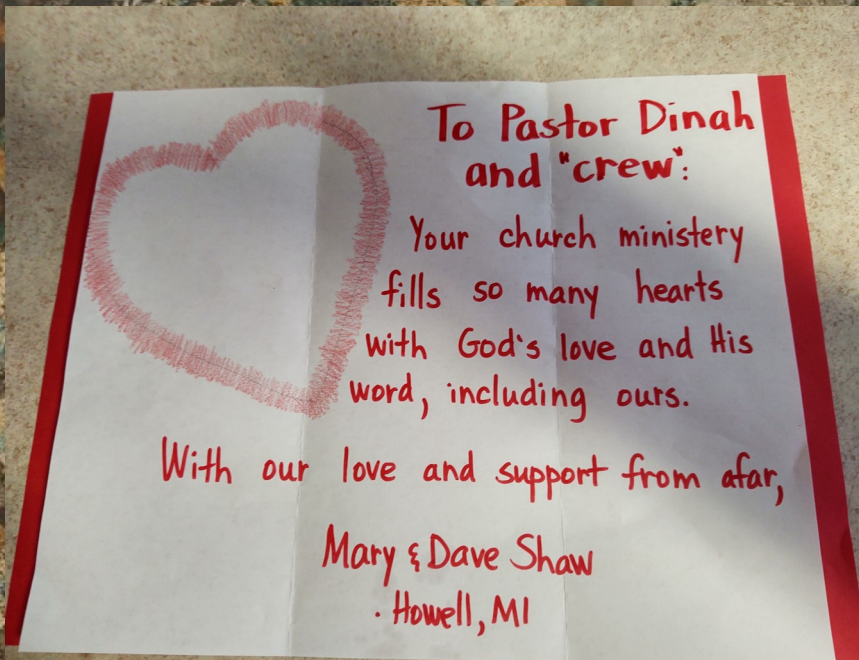 To Pastor Dinah
and "crew":
Your church ministery
fills so many hearts
with God's love and His
word, including ours.
With our love and support from afar,
Mary & Dave Shaw
· Howell, MI